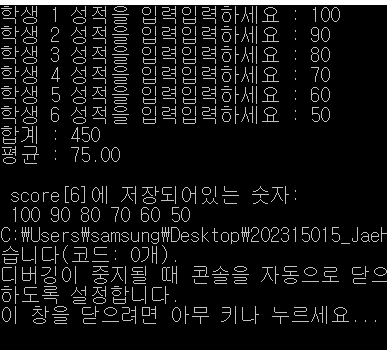 학생 1 성적을 입력입력하세요 : 100
학생 2 성적을 입력입력하세요 : 90
학생 3 성적을 입력입력하세요 : 80
학생 4 성적을 입력입력하세요 : 70
학생 5 성적을 입력입력하세요 : 60
학생 6 성적을 입력입력하세요 : 50
합계 : 450
평균 : 75.00
score[6]에 저장되어있는 숫자:
100 90 80 70 60 50
C:₩Users₩samsung₩Desktop₩202315015_JaeH
습니다(코드: 0개).
디버깅이 중지될 때 콘솔을 자동으로 닫으
하도록 설정합니다.
이 창을 닫으려면 아무 키나 누르세요...